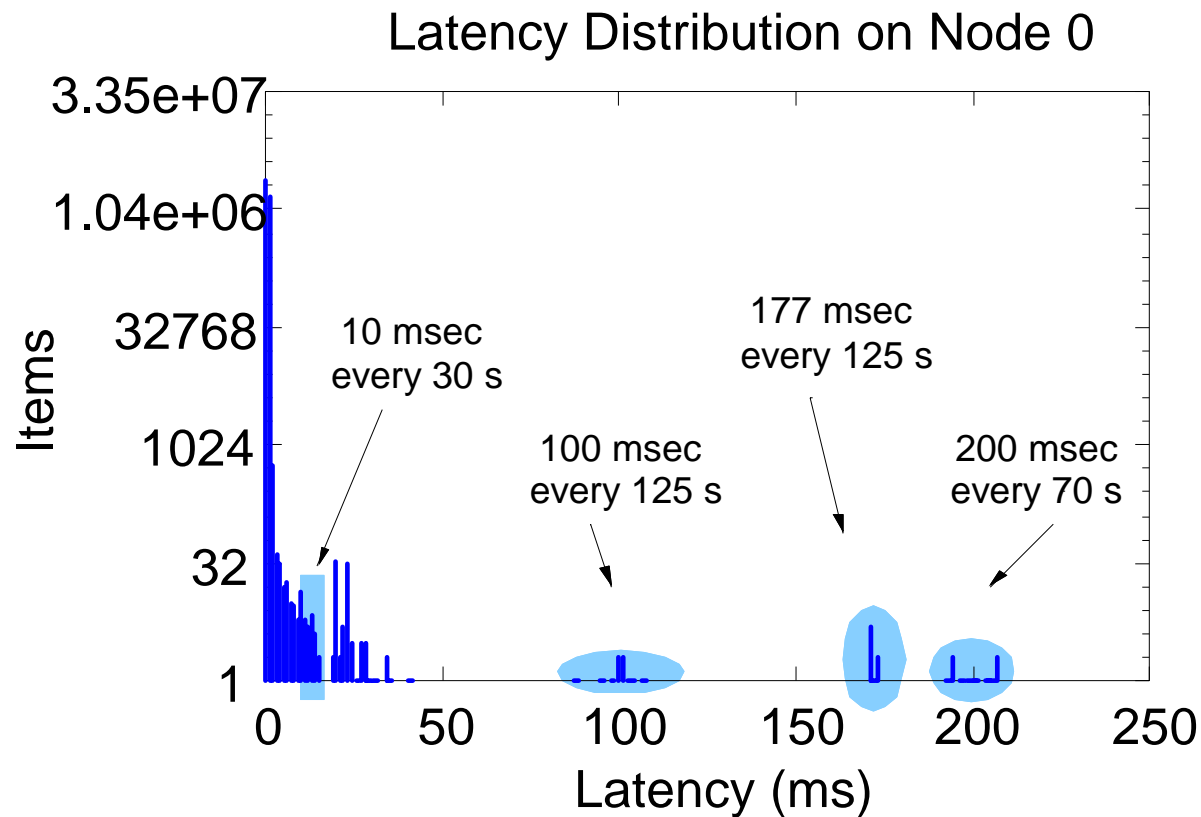 Latency Distribution on Node 0
3.35e+07
1.04e+06
32768
1024
32
1
Items
10 msec
every 30 s
100 msec
every 125 s
177 msec
every 125 s
200 msec
every 70 s
0
50
100
150
200
250
Latency (ms)